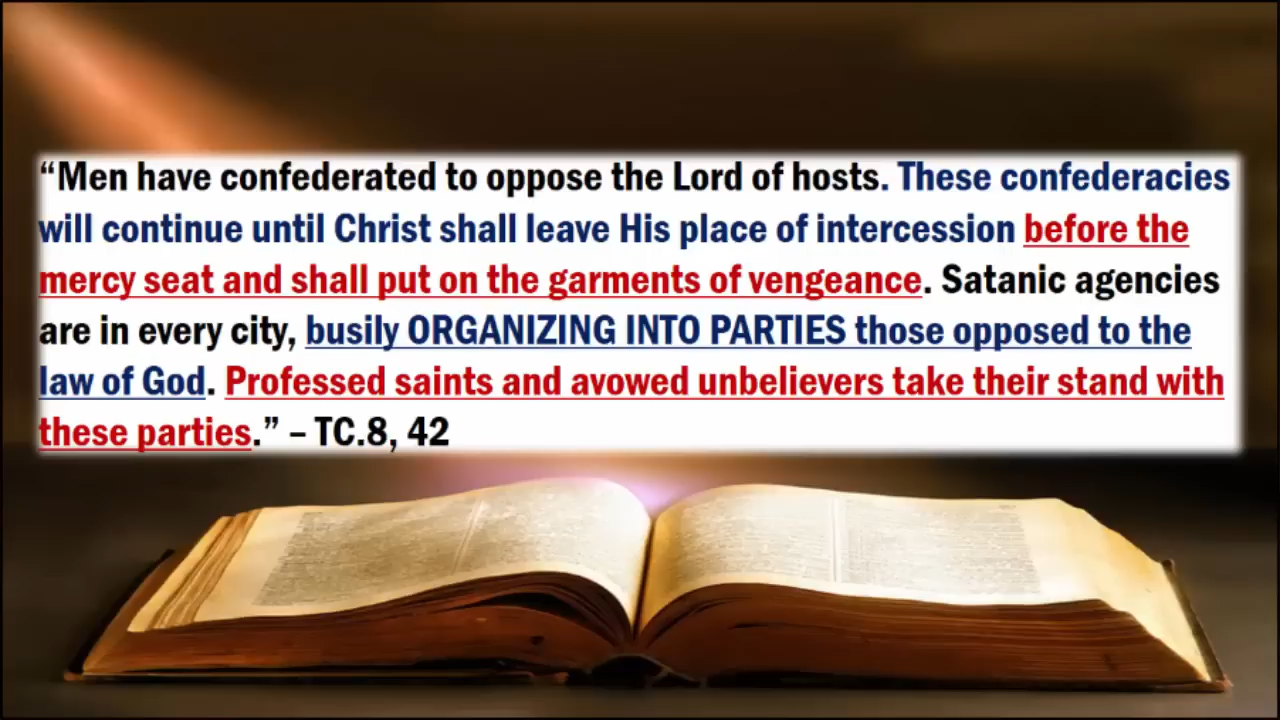 “Men have confederated to oppose the Lord of hosts. These confederacies
will continue until Christ shall leave His place of intercession before the
mercy seat and shall put on the garments of vengeance. Satanic agencies
are in every city, busily ORGANIZING INTO PARTIES those opposed to the
law of God. Professed saints and avowed unbelievers take their stand with
these parties.” – TC.8, 42